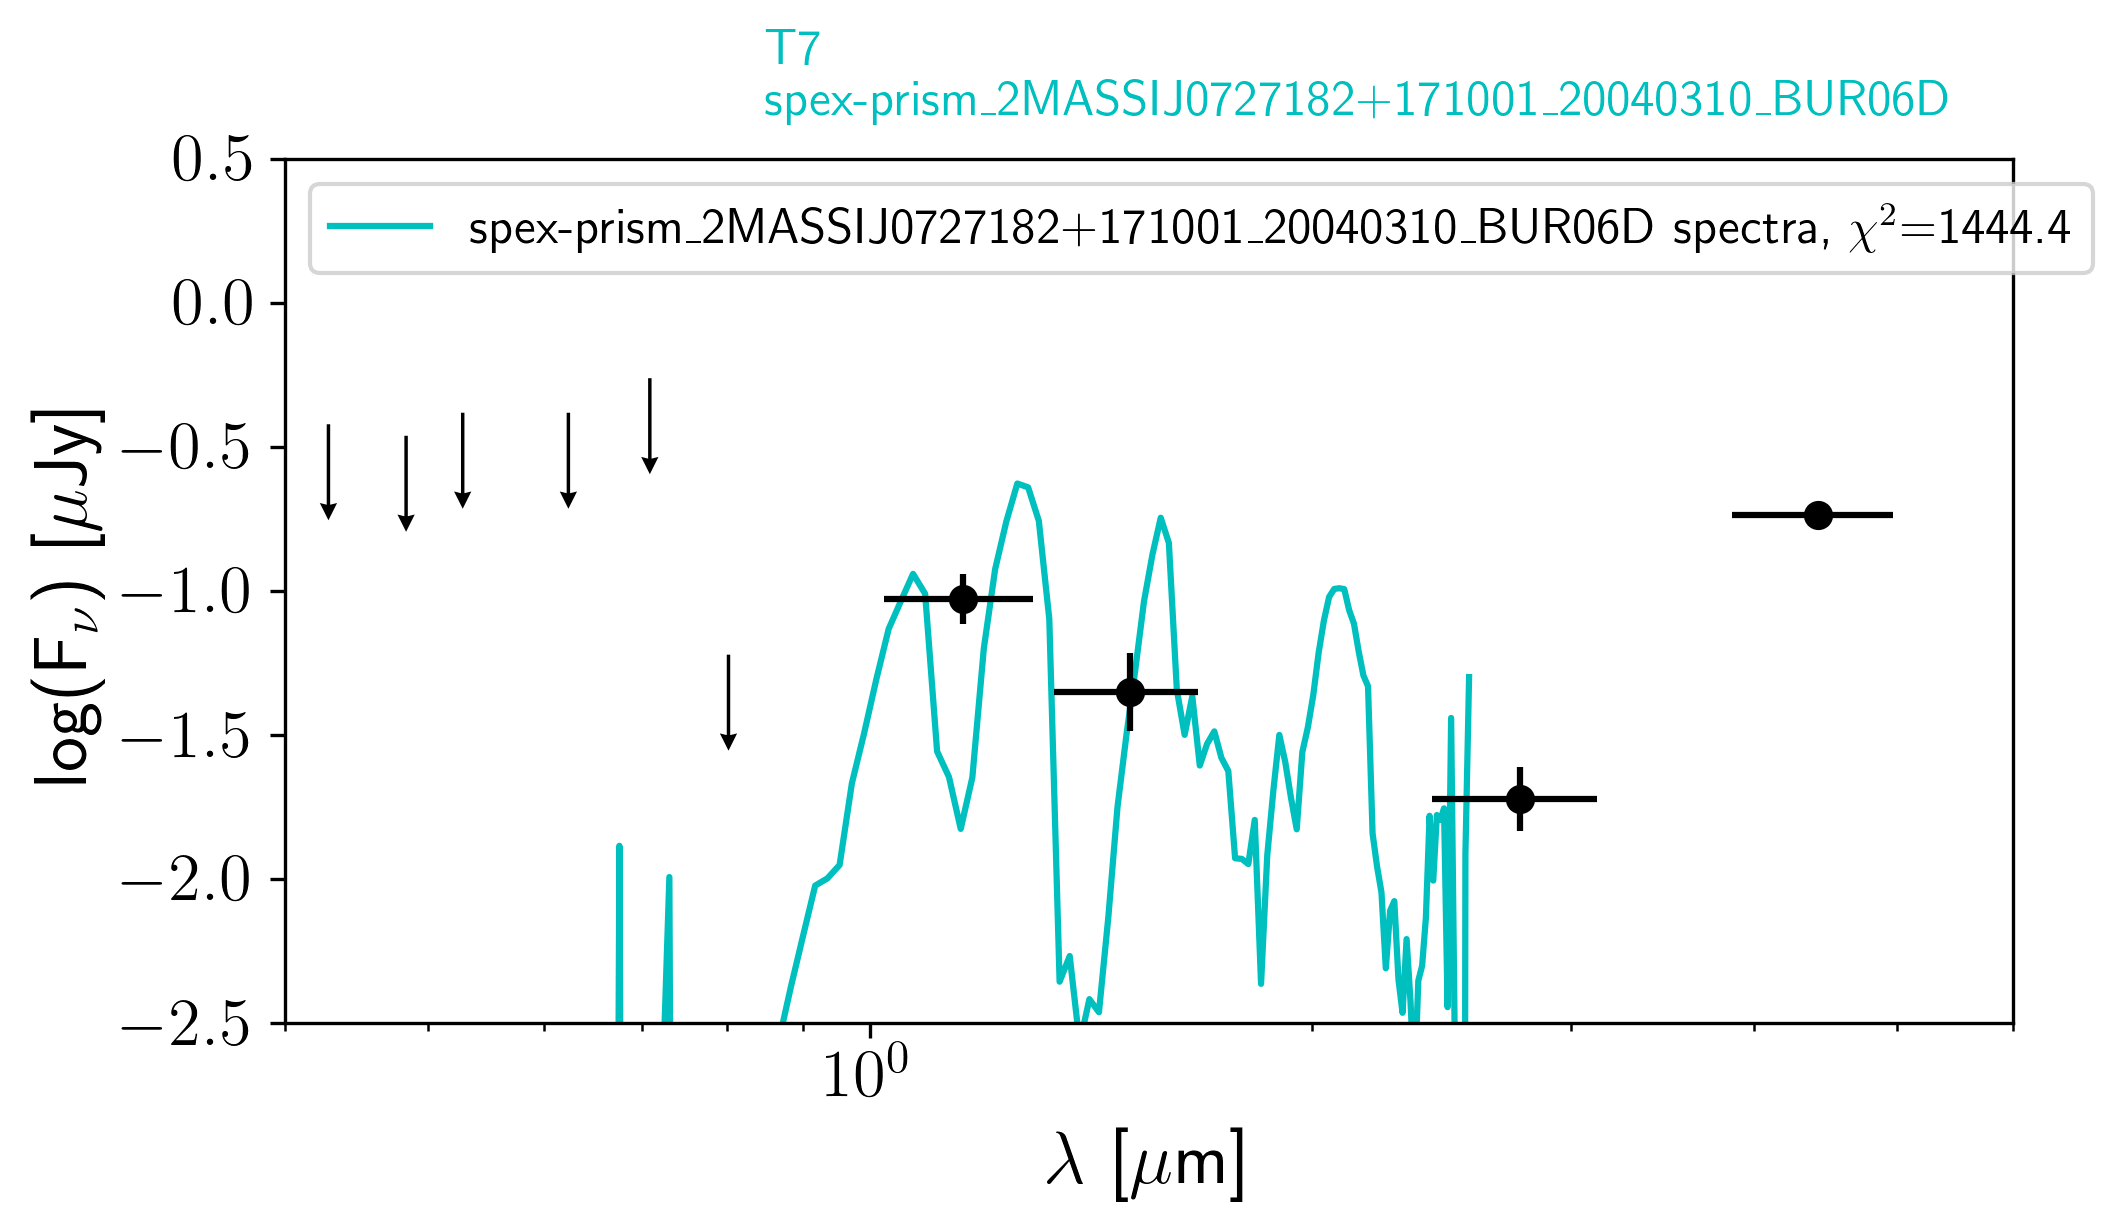 T7
spex-prism_2MASSIJ0727182+171001_20040310_BUR06D
spex-prism_2MASSIJ0727182+171001_20040310_BUR06D spectra, χ²=1444.4
0.5
0.0
−0.5
−1.0
−1.5
−2.0
−2.5
log(Fν) [μJy]
10⁰
λ [μm]